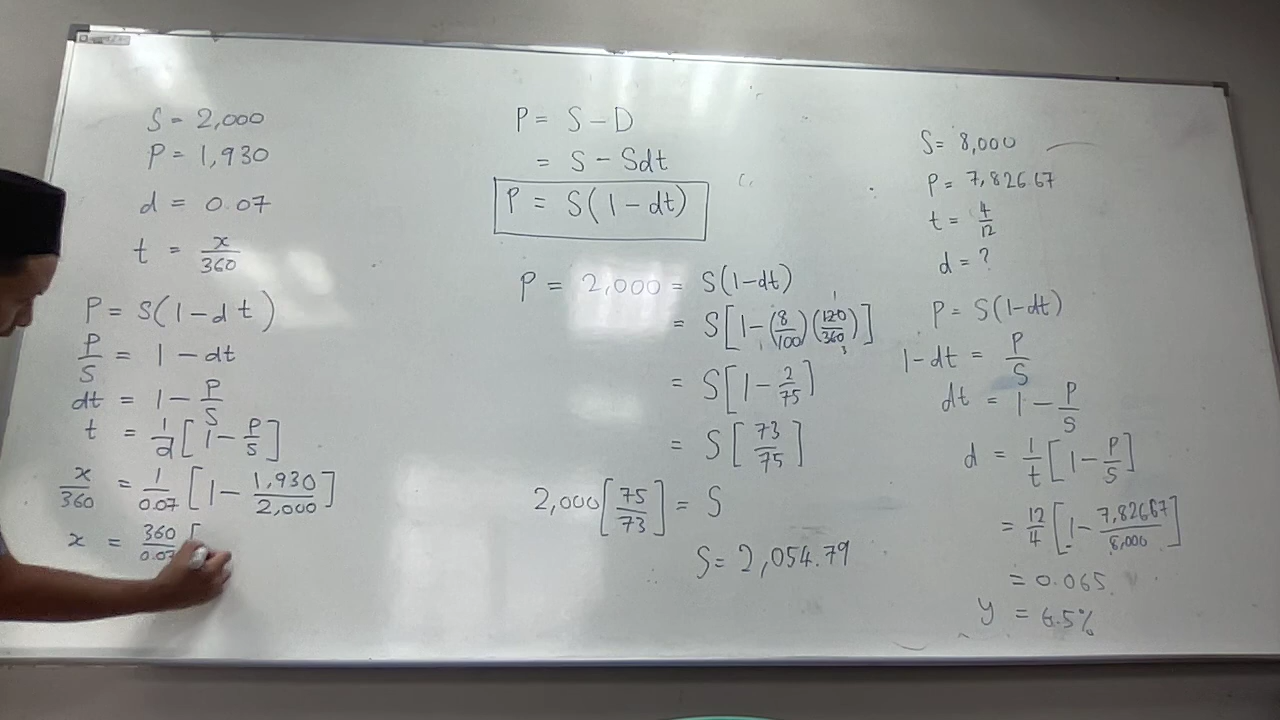 S = 2,000
P = 1,930
d = 0.07
t = x/360
P = S(1-dt)
P/S = 1 - dt
dt = 1 - P/S
t = 1/d [1 - P/S]
x/360 = 1/0.07 [1 - 1,930/2,000]
x = 360/0.07 [
P = S - D
= S - Sdt
P = S(1-dt)
P = 2,000 = S(1-dt)
= S[1-(8/100)(120/360)]
1
3
= S[1 - 2/75]
= S[73/75]
2,000[75/73] = S
S = 2,054.79
S = 8,000
P = 7,826.67
t = 4/12
d = ?
P = S(1-dt)
1-dt = P/S
dt = 1 - P/S
d = 1/t [1 - P/S]
= 12/4 [1 - 7,826.67/8,000]
= 0.065
y = 6.5%